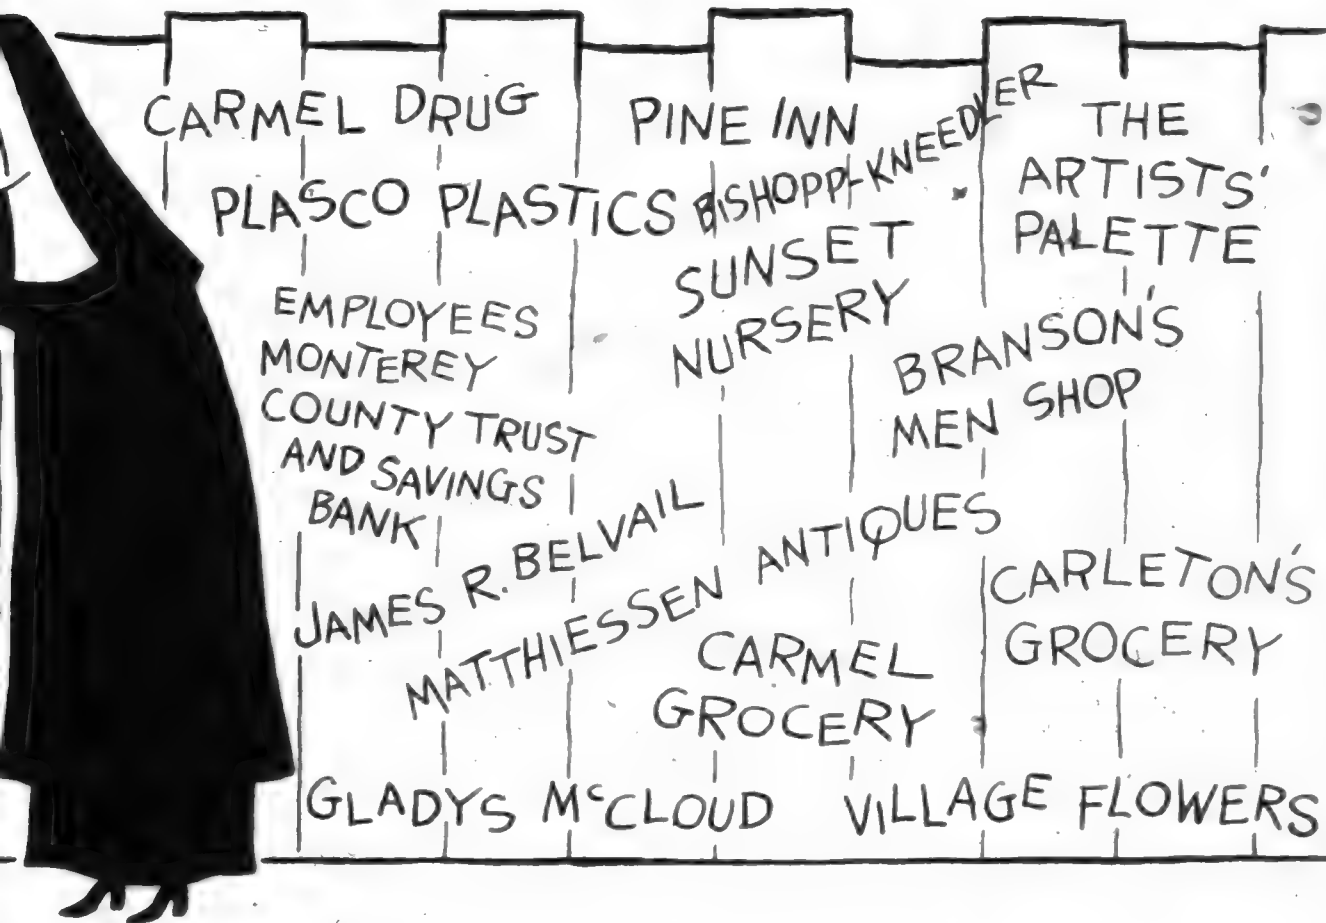 CARMEL DRUG
PINE INN
THE
ARTISTS'
PALETTE
PLASCO PLASTICS
BISHOPP-KNEEDLER
SUNSET
NURSERY
EMPLOYEES
MONTEREY
COUNTY TRUST
AND SAVINGS
BANK
BRANSON'S
MEN SHOP
JAMES R. BELVAIL
MATTHIESSEN ANTIQUES
CARLETON'S
GROCERY
CARMEL
GROCERY
GLADYS McCLOUD
VILLAGE FLOWERS